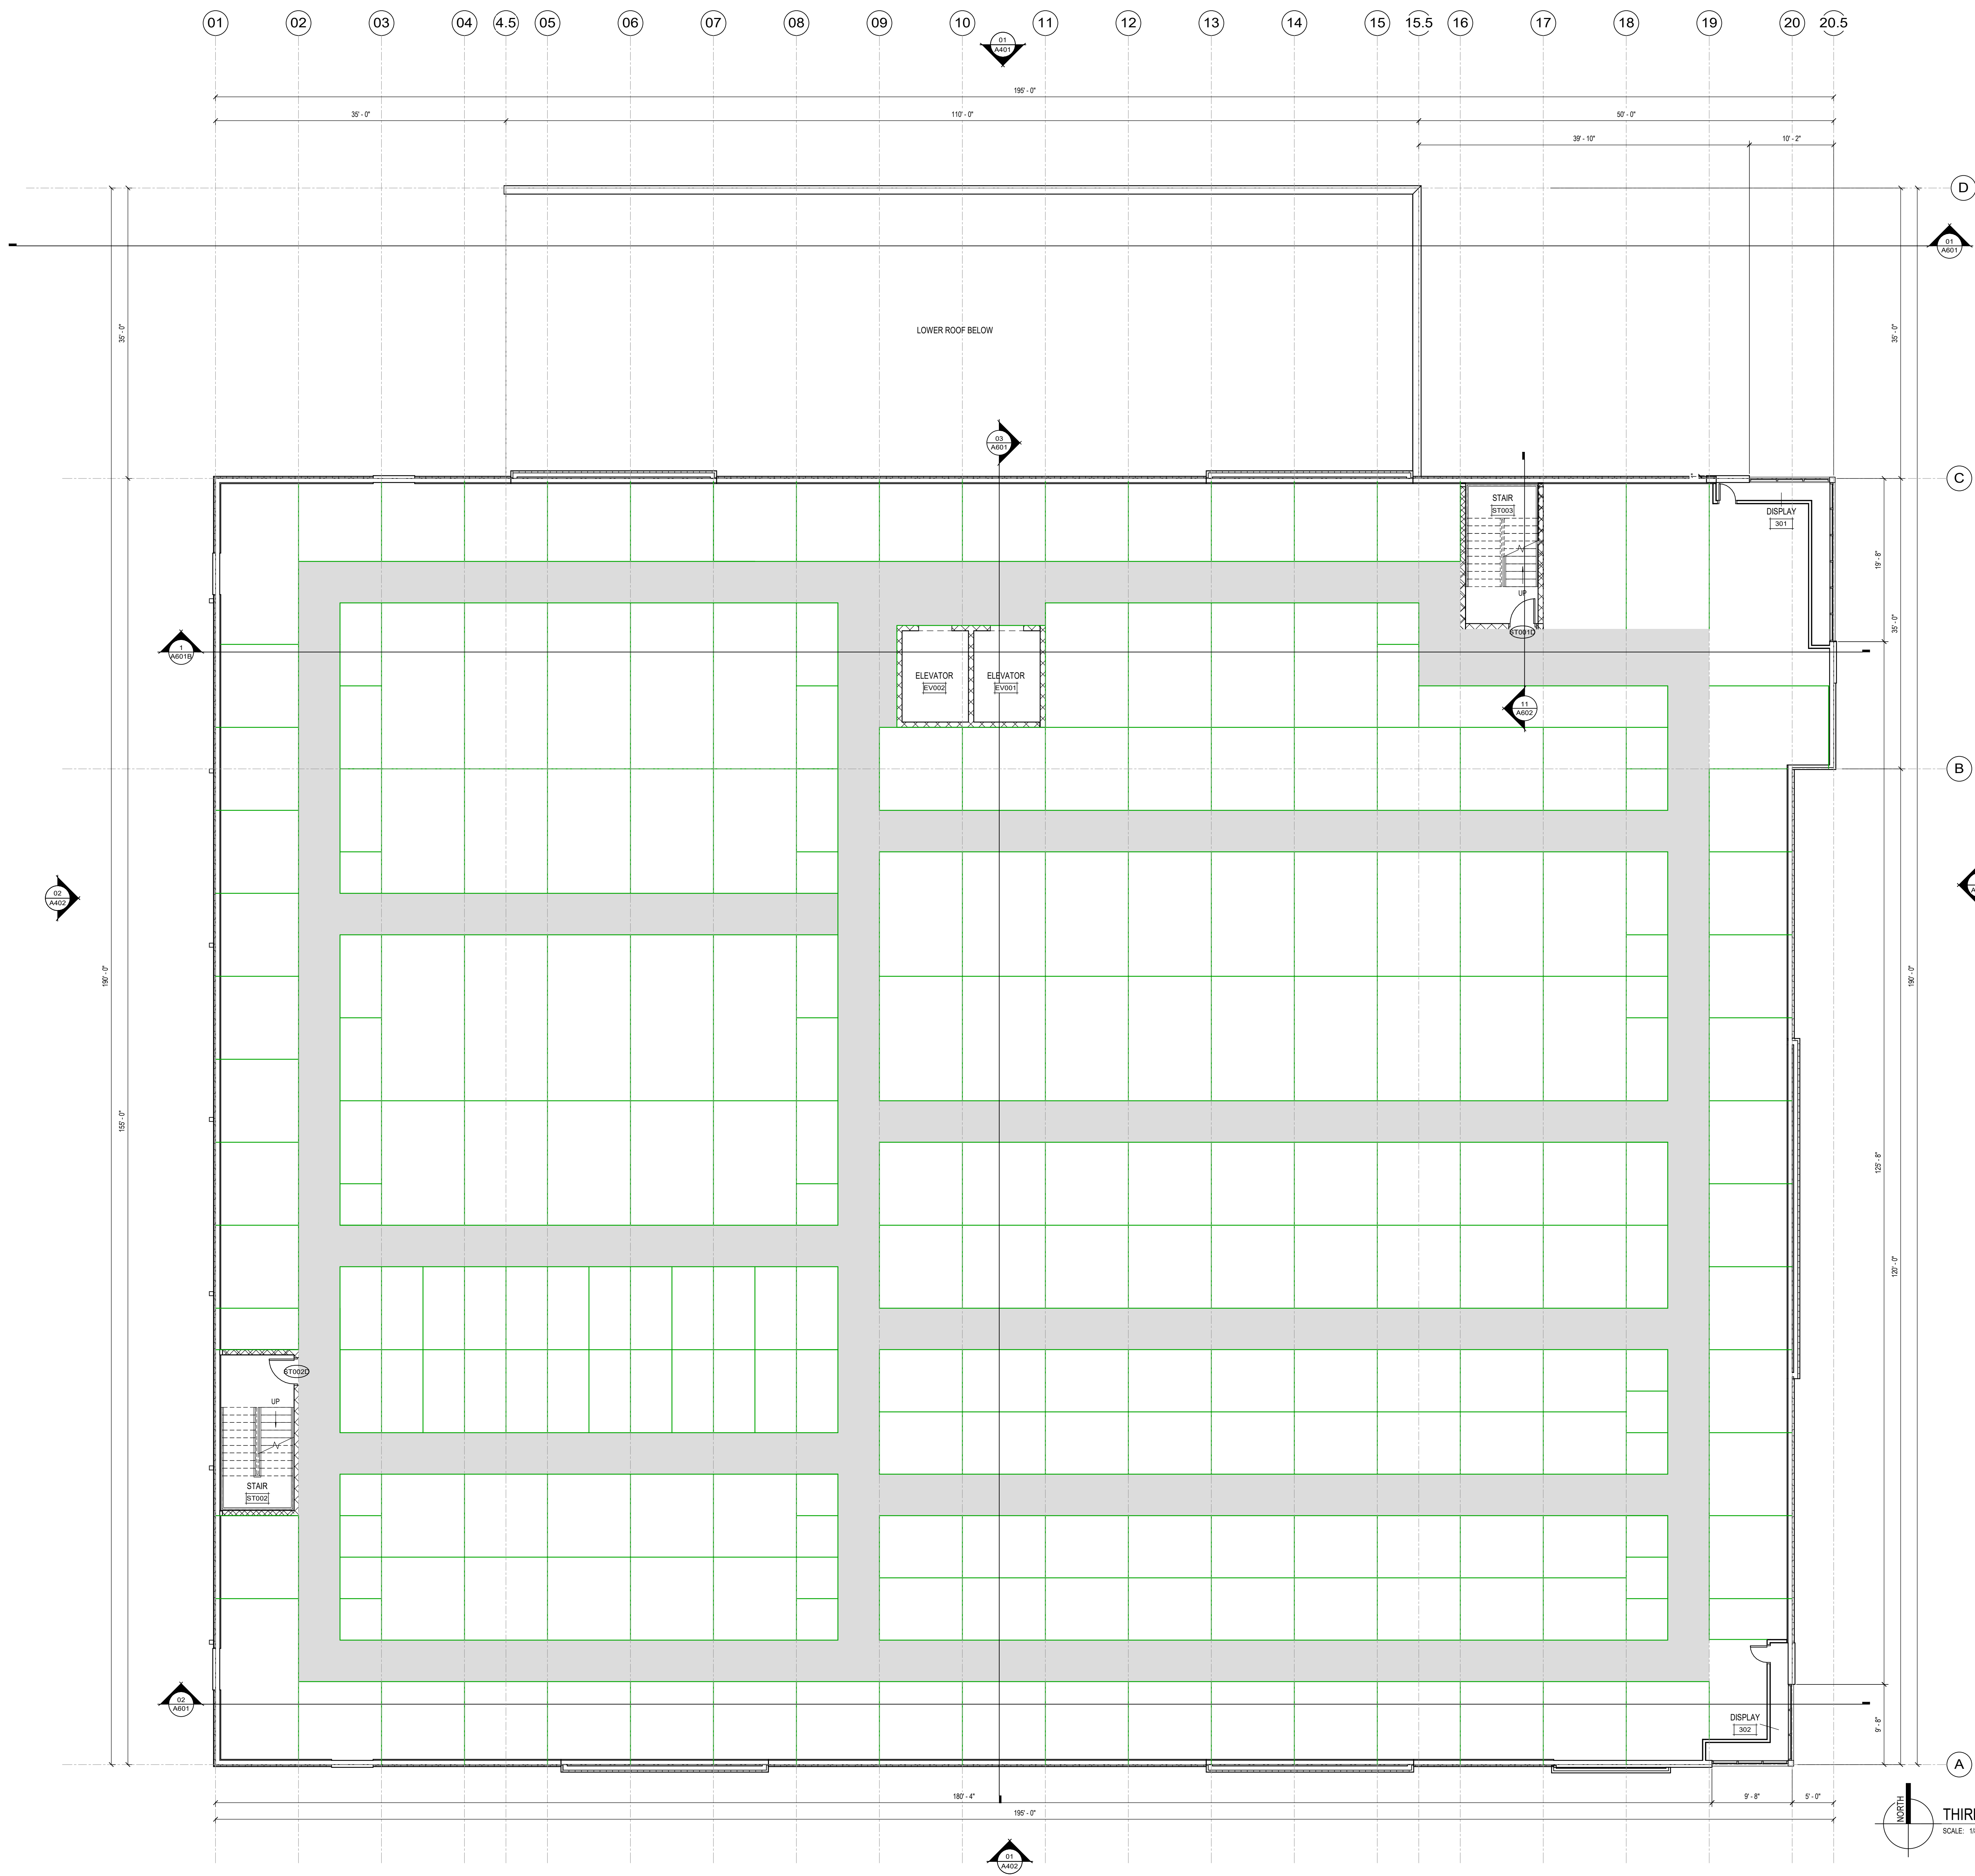 01 02 03 04 4.5 05 06 07 08 09 10 11 12 13 14 15 15.5 16 17 18 19 20 20.5
01
A401
195' - 0"
35' - 0" 110' - 0" 50' - 0"
39' - 10" 10' - 2"
D
01
A601
35' - 0"
35' - 0"
LOWER ROOF BELOW
03
A601
C
STAIR
ST003
DISPLAY
301
19' - 8"
UP
ST001D
35' - 0"
1
A601B
ELEVATOR
EV002
ELEVATOR
EV001
11
A602
B
02
A402
190' - 0"
190' - 0"
155' - 0"
125' - 8"
120' - 0"
ST002D
UP
STAIR
ST002
02
A601
DISPLAY
302
9' - 8"
A
180' - 4" 9' - 8" 5' - 0"
195' - 0"
NORTH
SCALE:
01
A402